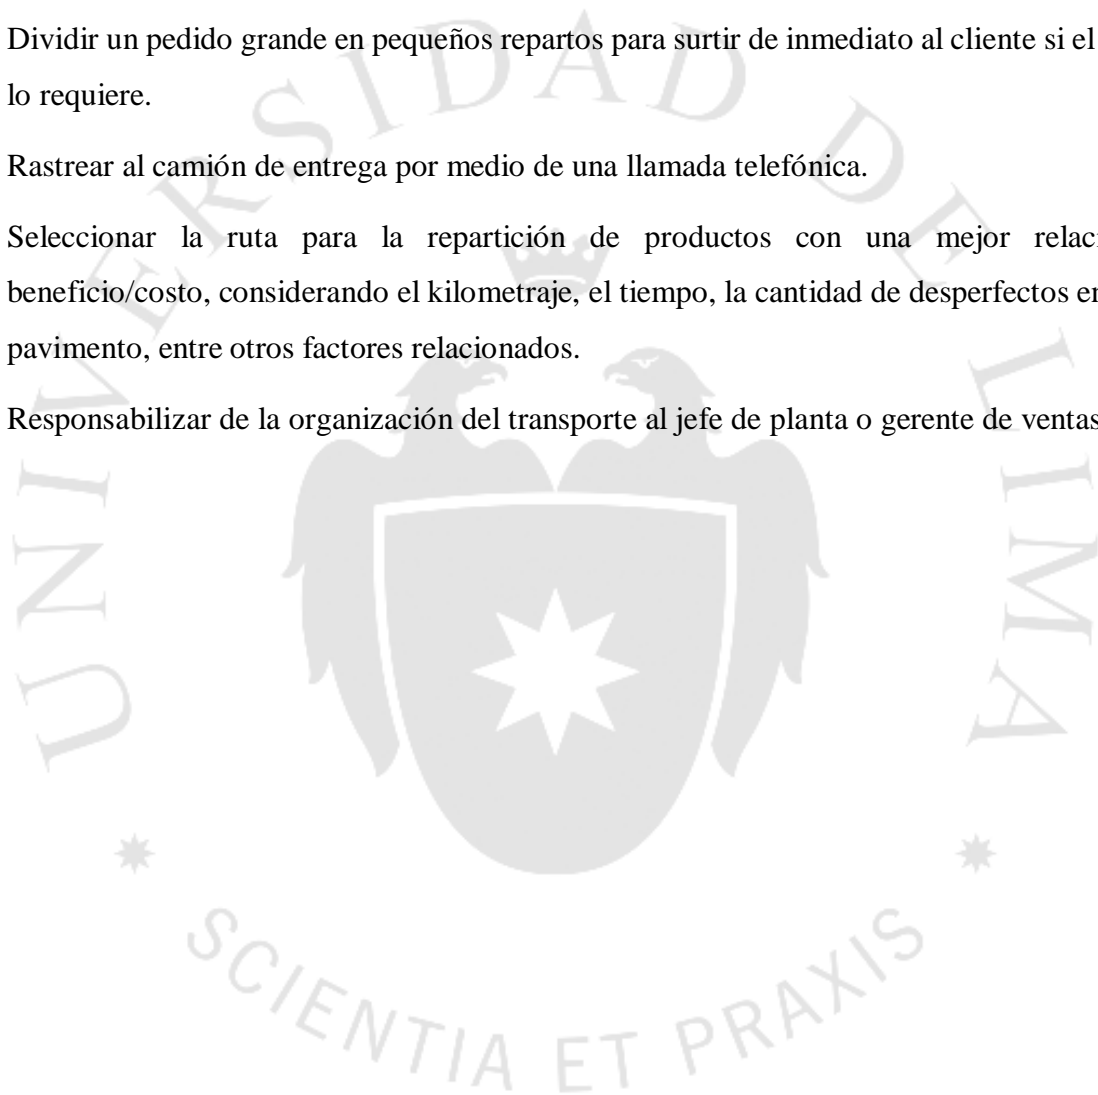 Dividir un pedido grande en pequeños repartos para surtir de inmediato al cliente si el
lo requiere.
Rastrear al camión de entrega por medio de una llamada telefónica.
Seleccionar la ruta para la repartición de productos con una mejor
beneficio/costo, considerando el kilometraje, el tiempo, la cantidad de desperfectos en
pavimento, entre otros factores relacionados.
Responsabilizar de la organización del transporte al jefe de planta o gerente de ventas
UNIVERSIDAD DE LIMA
SCIENTIA ET PRAXIS